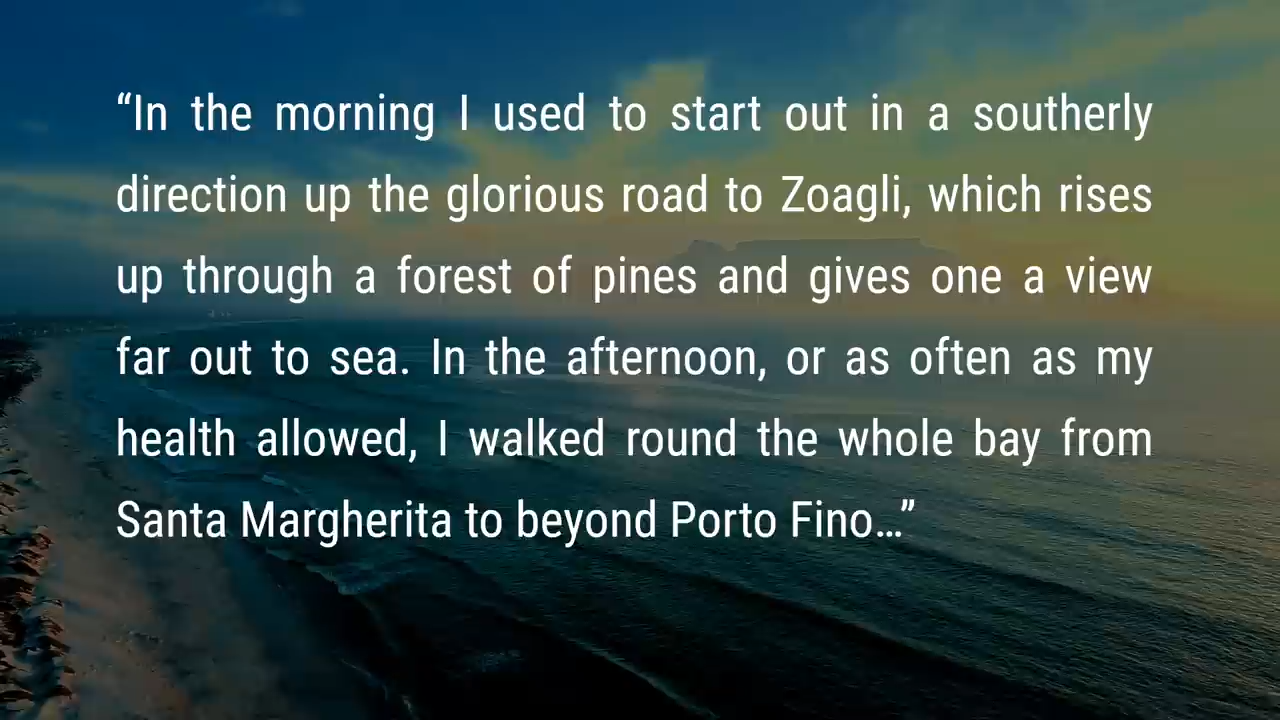 “In the morning I used to start out in a southerly
direction up the glorious road to Zoagli, which rises
up through a forest of pines and gives one a view
far out to sea. In the afternoon, or as often as my
health allowed, I walked round the whole bay from
Santa Margherita to beyond Porto Fino…”